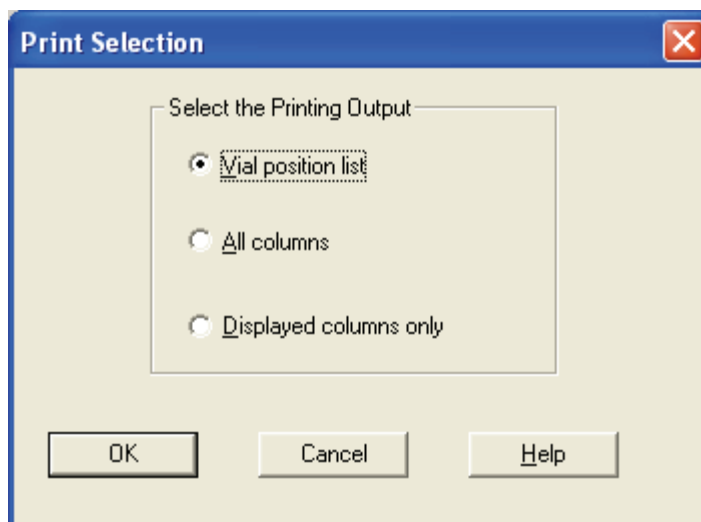 Print Selection
Select the Printing Output
Vial position list
All columns
Displayed columns only
OK Cancel Help